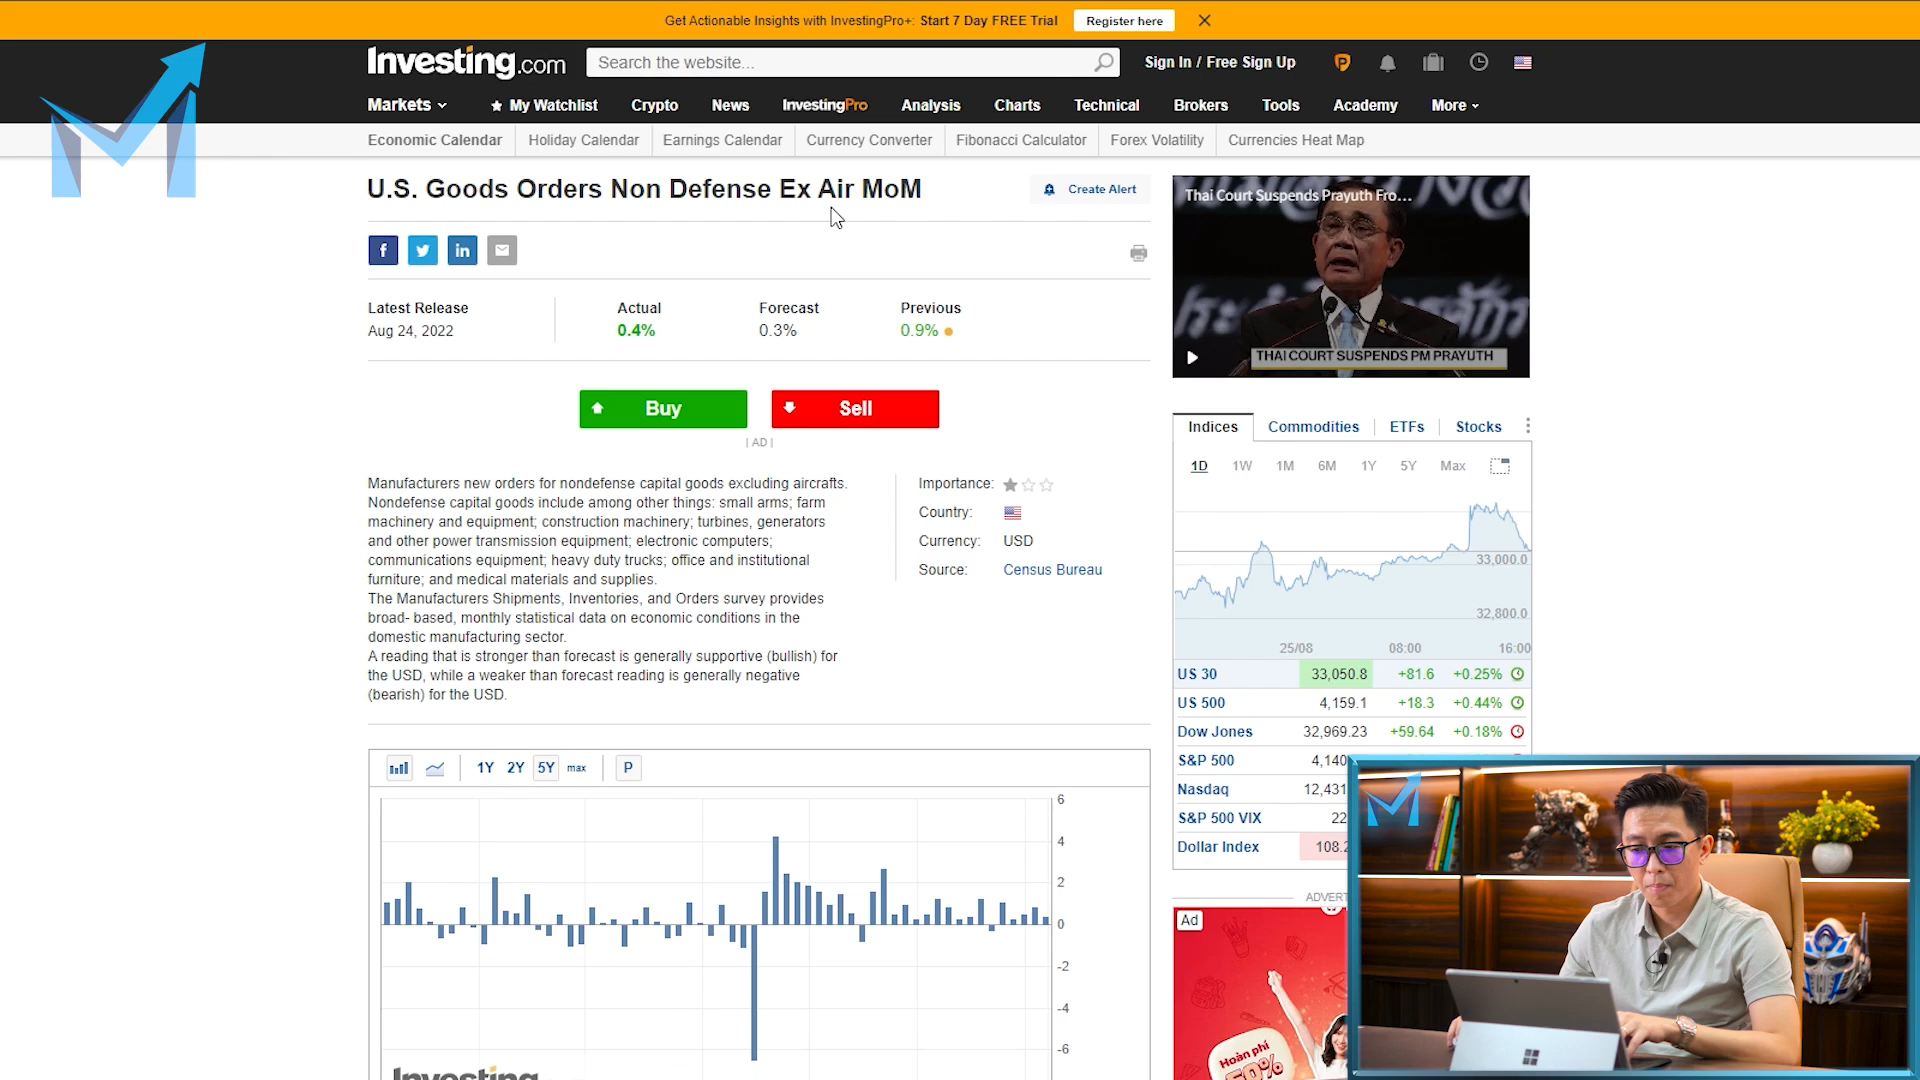 Get Actionable Insights with InvestingPro+: Start 7 Day FREE Trial
Register here
Investing.com
Search the website...
Sign In / Free Sign Up
Markets
My Watchlist
Crypto
News
InvestingPro
Analysis
Charts
Technical
Brokers
Tools
Academy
More
Economic Calendar
Holiday Calendar
Earnings Calendar
Currency Converter
Fibonacci Calculator
Forex Volatility
Currencies Heat Map
U.S. Goods Orders Non Defense Ex Air MoM
Create Alert
Latest Release
Aug 24, 2022
Actual
0.4%
Forecast
0.3%
Previous
0.9%
Buy
Sell
| AD |
Manufacturers new orders for nondefense capital goods excluding aircrafts.
Nondefense capital goods include among other things: small arms; farm
machinery and equipment; construction machinery; turbines, generators
and other power transmission equipment; electronic computers;
communications equipment; heavy duty trucks; office and institutional
furniture; and medical materials and supplies.
The Manufacturers Shipments, Inventories, and Orders survey provides
broad- based, monthly statistical data on economic conditions in the
domestic manufacturing sector.
A reading that is stronger than forecast is generally supportive (bullish) for
the USD, while a weaker than forecast reading is generally negative
(bearish) for the USD.
Importance:
Country:
Currency: USD
Source: Census Bureau
1Y 2Y 5Y max P
6
4
2
0
-2
-4
-6
Investing
Thai Court Suspends Prayuth Fro...
THAI COURT SUSPENDS PM PRAYUTH
Indices
Commodities
ETFs
Stocks
1D 1W 1M 6M 1Y 5Y Max
33,000.0
32,800.0
25/08 08:00 16:00
US 30 33,050.8 +81.6 +0.25%
US 500 4,159.1 +18.3 +0.44%
Dow Jones 32,969.23 +59.64 +0.18%
S&P 500 4,140
Nasdaq 12,431
S&P 500 VIX 22
Dollar Index 108.2
ADVERT
Ad
Hoàn phí
50%